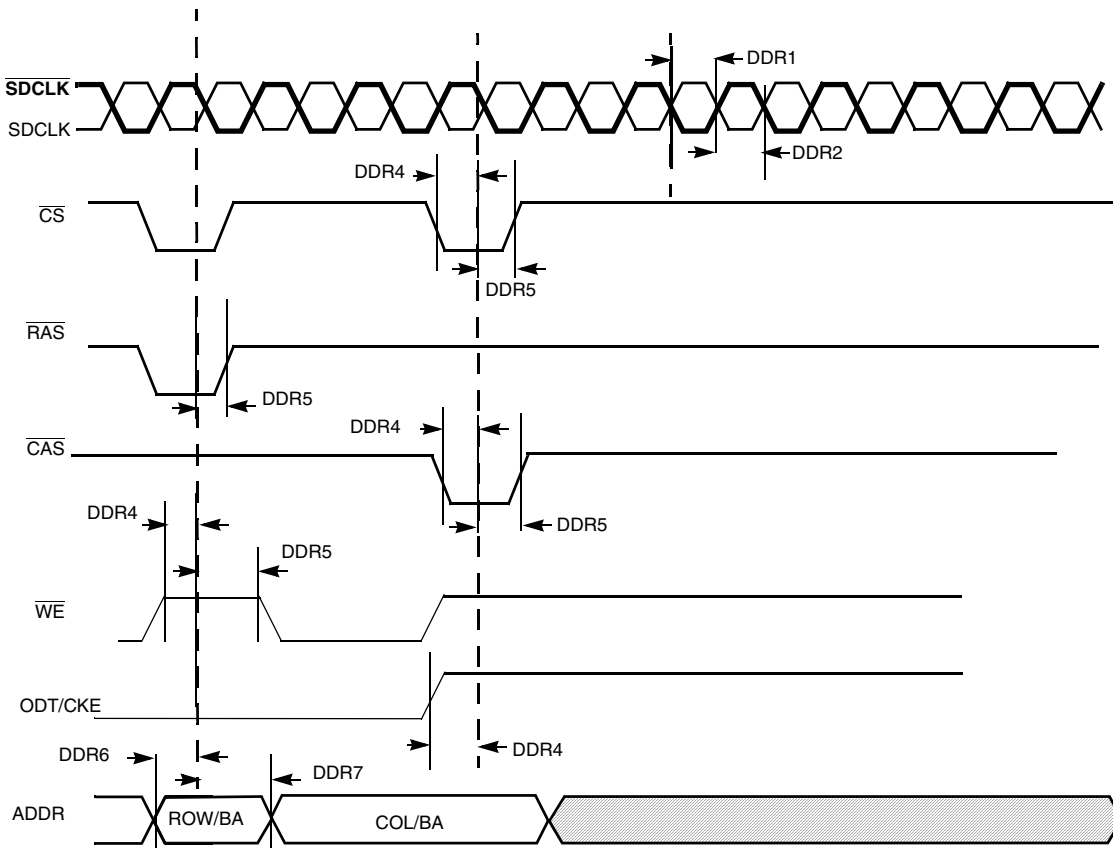 DDR1
SDCLK
SDCLK
DDR2
DDR4
CS
DDR5
RAS
DDR5
DDR4
CAS
DDR4
DDR5
DDR5
WE
ODT/CKE
DDR4
DDR6
DDR7
ADDR
ROW/BA
COL/BA